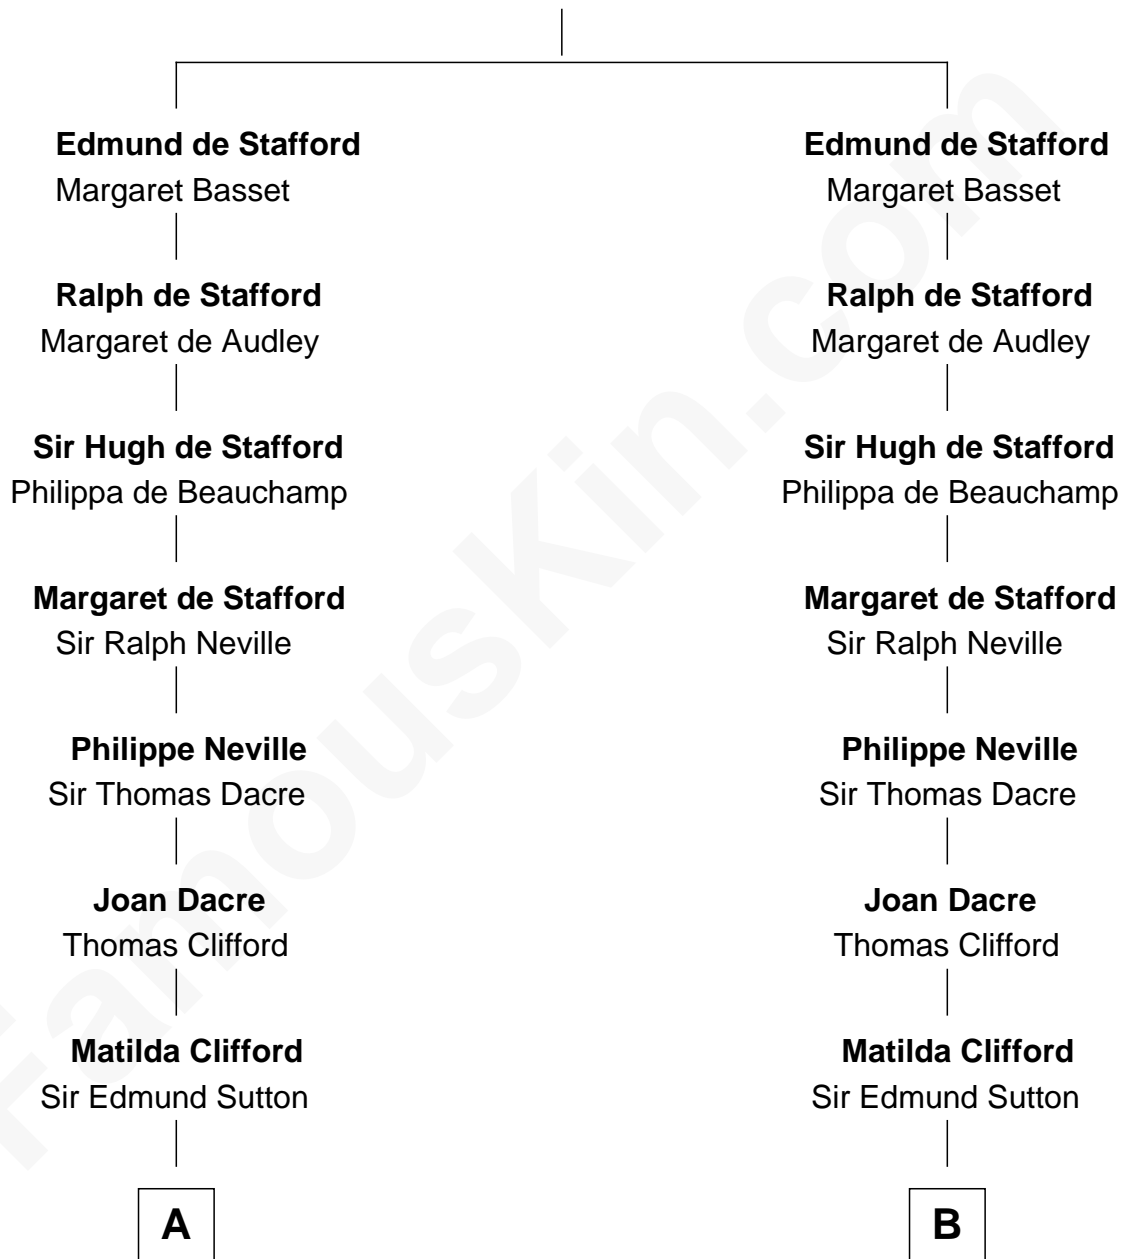 Edmund de Stafford
Margaret Basset
Ralph de Stafford
Margaret de Audley
Sir Hugh de Stafford
Philippa de Beauchamp
Margaret de Stafford
Sir Ralph Neville
Philippe Neville
Sir Thomas Dacre
Joan Dacre
Thomas Clifford
Matilda Clifford
Sir Edmund Sutton
A
Edmund de Stafford
Margaret Basset
Ralph de Stafford
Margaret de Audley
Sir Hugh de Stafford
Philippa de Beauchamp
Margaret de Stafford
Sir Ralph Neville
Philippe Neville
Sir Thomas Dacre
Joan Dacre
Thomas Clifford
Matilda Clifford
Sir Edmund Sutton
B
FamousKin.com